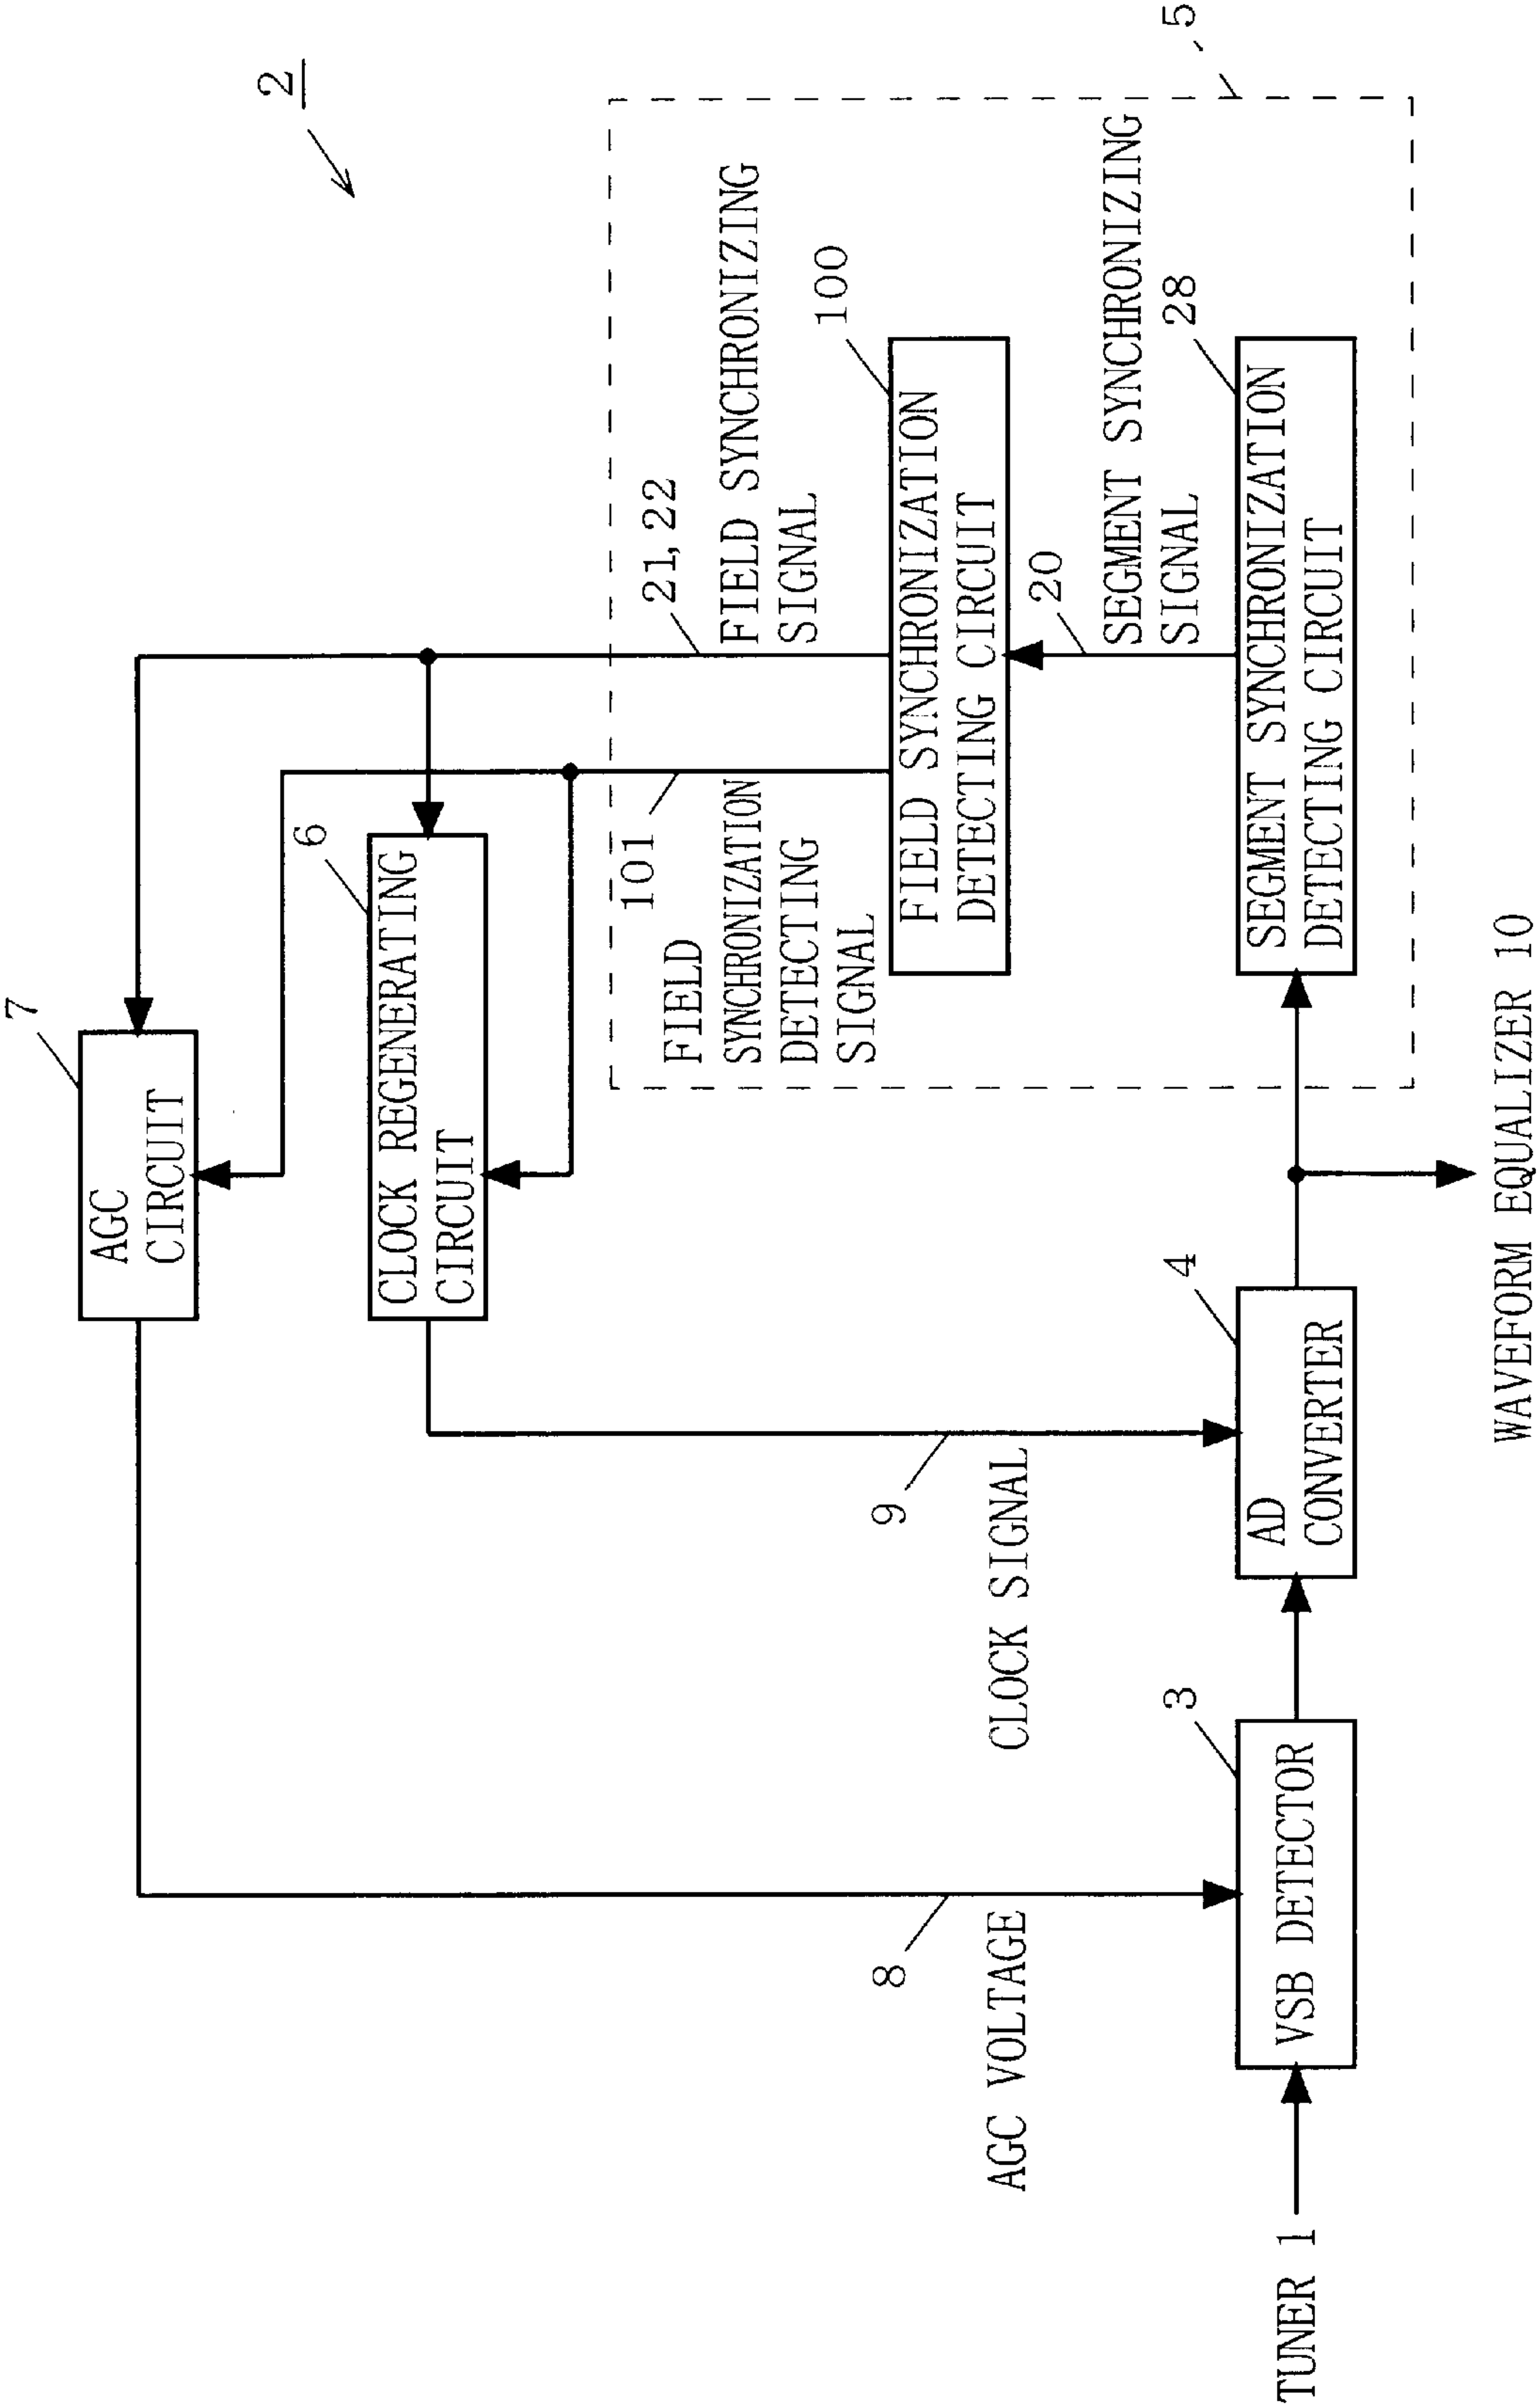 2
7
AGC
CIRCUIT
6
CLOCK REGENERATING
CIRCUIT
21, 22
FIELD SYNCHRONIZING
SIGNAL
101
FIELD
SYNCHRONIZATION
DETECTING
SIGNAL
100
FIELD SYNCHRONIZATION
DETECTING CIRCUIT
20
SEGMENT SYNCHRONIZING
SIGNAL
28
SEGMENT SYNCHRONIZATION
DETECTING CIRCUIT
5
8
AGC VOLTAGE
9
CLOCK SIGNAL
TUNER 1
3
VSB DETECTOR
4
AD
CONVERTER
WAVEFORM EQUALIZER 10